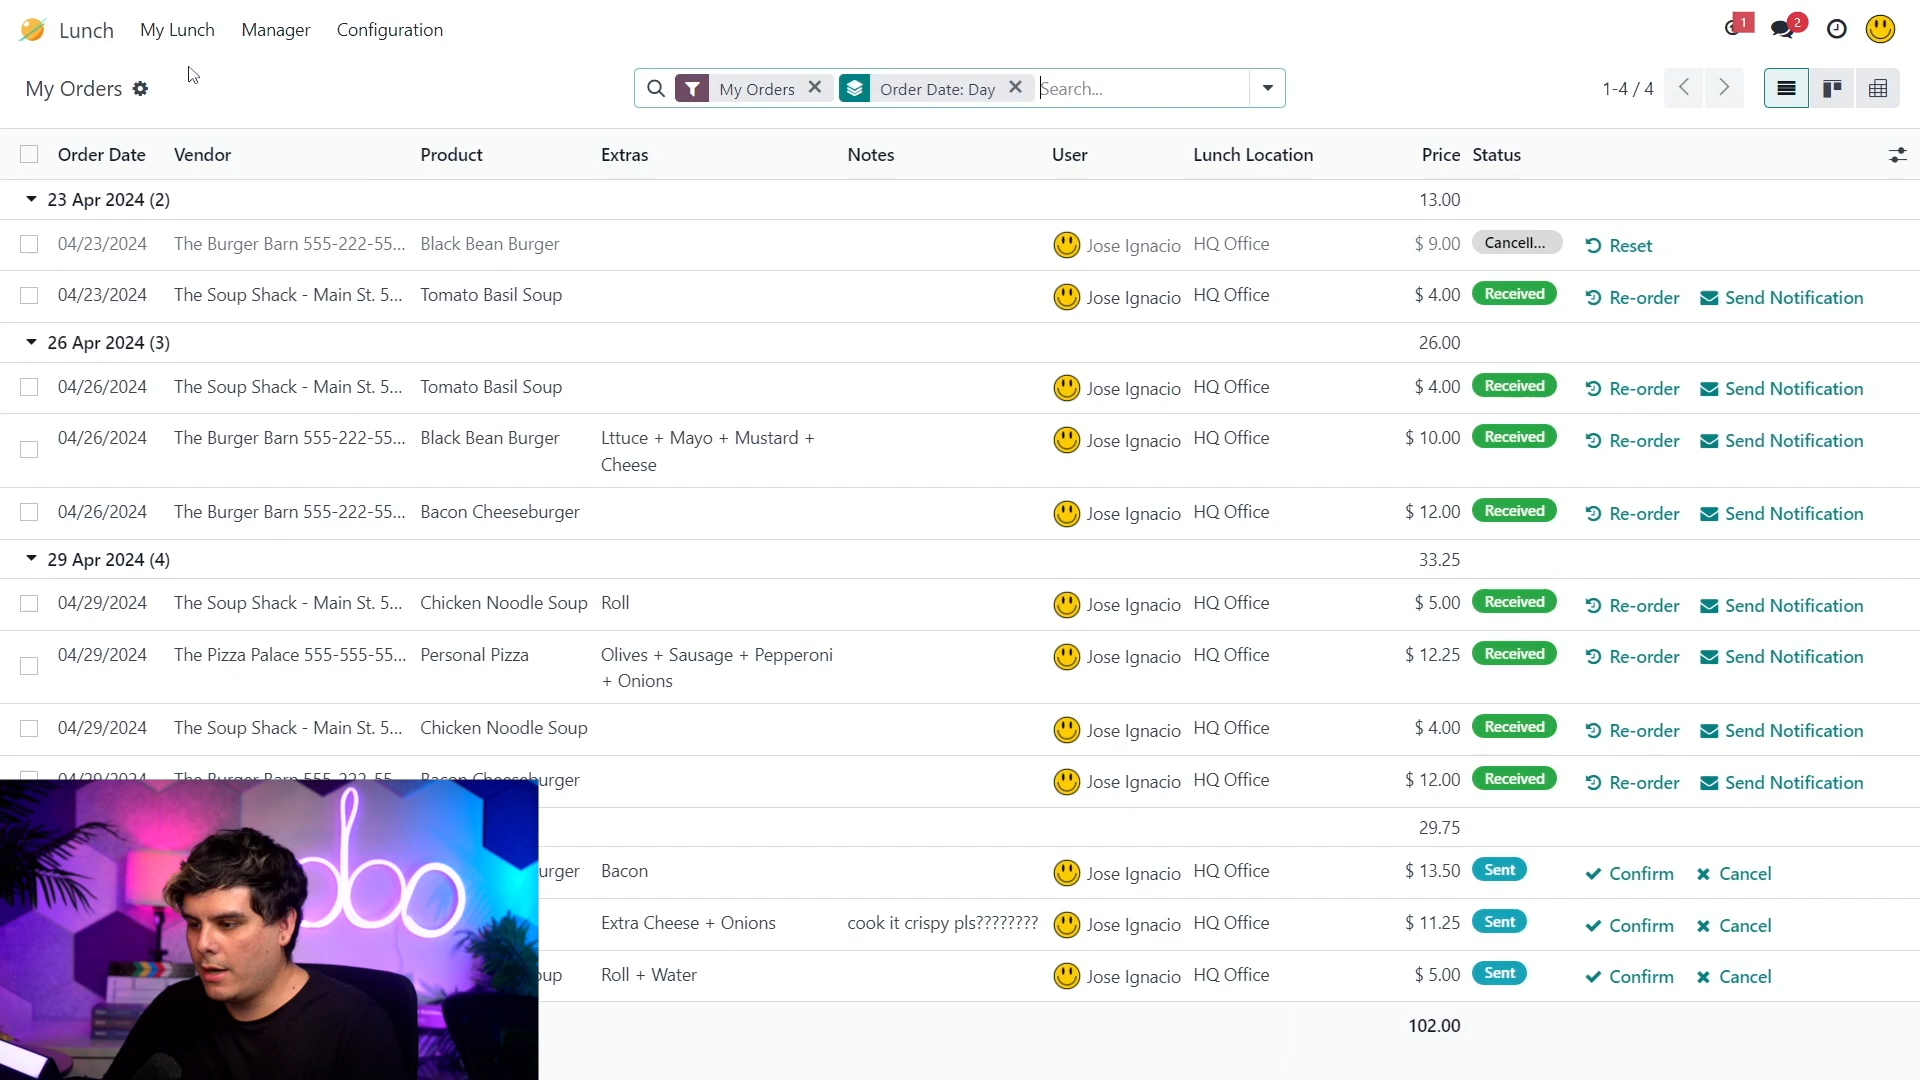 Lunch My Lunch Manager Configuration 1 2
My Orders My Orders Order Date: Day Search... 1-4 / 4
Order Date Vendor Product Extras Notes User Lunch Location Price Status
23 Apr 2024 (2) 13.00
04/23/2024 The Burger Barn 555-222-55... Black Bean Burger Jose Ignacio HQ Office $ 9.00 Cancell... Reset
04/23/2024 The Soup Shack - Main St. 5... Tomato Basil Soup Jose Ignacio HQ Office $ 4.00 Received Re-order Send Notification
26 Apr 2024 (3) 26.00
04/26/2024 The Soup Shack - Main St. 5... Tomato Basil Soup Jose Ignacio HQ Office $ 4.00 Received Re-order Send Notification
04/26/2024 The Burger Barn 555-222-55... Black Bean Burger Lttuce + Mayo + Mustard + Jose Ignacio HQ Office $ 10.00 Received Re-order Send Notification
Cheese
04/26/2024 The Burger Barn 555-222-55... Bacon Cheeseburger Jose Ignacio HQ Office $ 12.00 Received Re-order Send Notification
29 Apr 2024 (4) 33.25
04/29/2024 The Soup Shack - Main St. 5... Chicken Noodle Soup Roll Jose Ignacio HQ Office $ 5.00 Received Re-order Send Notification
04/29/2024 The Pizza Palace 555-555-55... Personal Pizza Olives + Sausage + Pepperoni Jose Ignacio HQ Office $ 12.25 Received Re-order Send Notification
+ Onions
04/29/2024 The Soup Shack - Main St. 5... Chicken Noodle Soup Jose Ignacio HQ Office $ 4.00 Received Re-order Send Notification
04/29/2024 The Burger Barn 555-222-55... Bacon Cheeseburger Jose Ignacio HQ Office $ 12.00 Received Re-order Send Notification
29.75
urger Bacon Jose Ignacio HQ Office $ 13.50 Sent Confirm Cancel
Extra Cheese + Onions cook it crispy pls???????? Jose Ignacio HQ Office $ 11.25 Sent Confirm Cancel
oup Roll + Water Jose Ignacio HQ Office $ 5.00 Sent Confirm Cancel
102.00